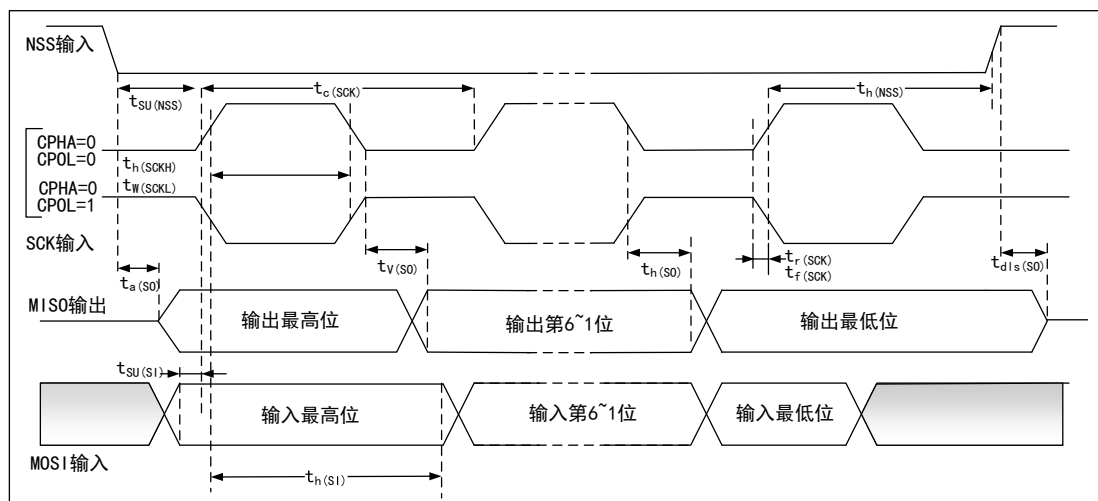 NSS输入
tSU(NSS)
tc(SCK)
th(NSS)
CPHA=0
CPOL=0
th(SCKH)
CPHA=0
tW(SCKL)
CPOL=1
SCK输入
ta(SO)
tV(SO)
th(SO)
tr(SCK)
tf(SCK)
tdis(SO)
MISO输出
输出最高位
输出第6~1位
输出最低位
tSU(SI)
输入最高位
输入第6~1位
输入最低位
MOSI输入
th(SI)